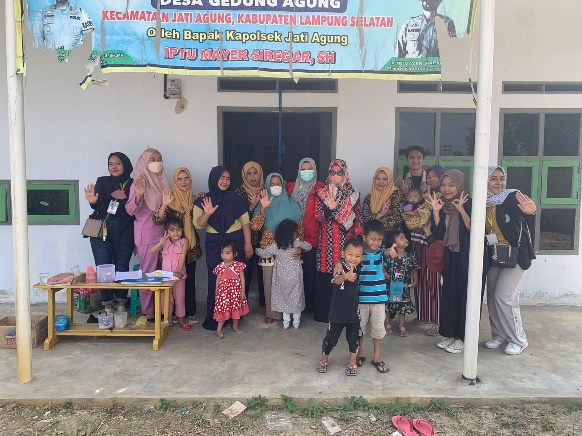 DESA GEDUNG AGUNG
KECAMATAN JATI AGUNG, KABUPATEN LAMPUNG SELATAN
Oleh Bapak Kapolsek Jati Agung
IPTU MAYER SIREGAR, SH